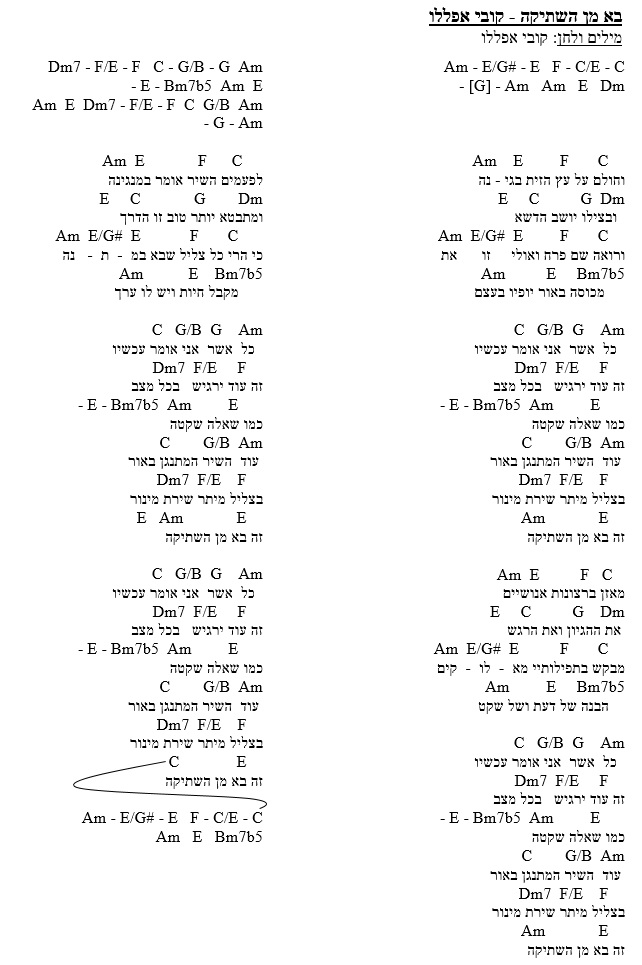 בא מן השתיקה - קובי אפללו
מילים ולחן: קובי אפללו
Am - E/G# - E   F - C/E - C
- [G] - Am   Am   E   Dm
Am   E   F   C
וחולם על עץ הזית בגי - נה
E   C   G   Dm
ובצילו יושב הדשא
Am   E/G#   E   F   C
ורואה שם פרח ואולי   זו   את
Am   E   Bm7b5
מכוסה באור יופיו בעצם
C   G/B   G   Am
כל  אשר  אני אומר עכשיו
Dm7   F/E   F
זה עוד ירגיש   בכל מצב
- E - Bm7b5   Am   E
כמו שאלה שקטה
C   G/B   Am
עוד  השיר המתנגן באור
Dm7   F/E   F
בצליל מיתר שירת מינור
Am   E
זה בא מן השתיקה
Am   E   F   C
מאזן ברצונות אנושיים
E   C   G   Dm
את ההגיון ואת הרגש
Am   E/G#   E   F   C
מבקש בתפילותיי מא  -  לו  -  קים
Am   E   Bm7b5
הבנה של דעת ושל שקט
C   G/B   G   Am
כל  אשר  אני אומר עכשיו
Dm7   F/E   F
זה עוד ירגיש   בכל מצב
- E - Bm7b5   Am   E
כמו שאלה שקטה
C   G/B   Am
עוד  השיר המתנגן באור
Dm7   F/E   F
בצליל מיתר שירת מינור
Am   E
זה בא מן השתיקה
Dm7 - F/E - F   C - G/B - G   Am
- E - Bm7b5   Am   E
Am   E   Dm7 - F/E - F   C   G/B   Am
- G - Am
Am   E   F   C
לפעמים השיר אומר במנגינה
E   C   G   Dm
ומתבטא יותר טוב זו הדרך
Am   E/G#   E   F   C
כי הרי כל צליל שבא במ  -  ת  -   נה
Am   E   Bm7b5
מקבל חיות ויש לו ערך
C   G/B   G   Am
כל  אשר  אני אומר עכשיו
Dm7   F/E   F
זה עוד ירגיש   בכל מצב
- E - Bm7b5   Am   E
כמו שאלה שקטה
C   G/B   Am
עוד  השיר המתנגן באור
Dm7   F/E   F
בצליל מיתר שירת מינור
E   Am   E
זה בא מן השתיקה
C   G/B   G   Am
כל  אשר  אני אומר עכשיו
Dm7   F/E   F
זה עוד ירגיש   בכל מצב
- E - Bm7b5   Am   E
כמו שאלה שקטה
C   G/B   Am
עוד  השיר המתנגן באור
Dm7   F/E   F
בצליל מיתר שירת מינור
C   E
זה בא מן השתיקה
Am - E/G# - E   F - C/E - C
Am   E   Bm7b5